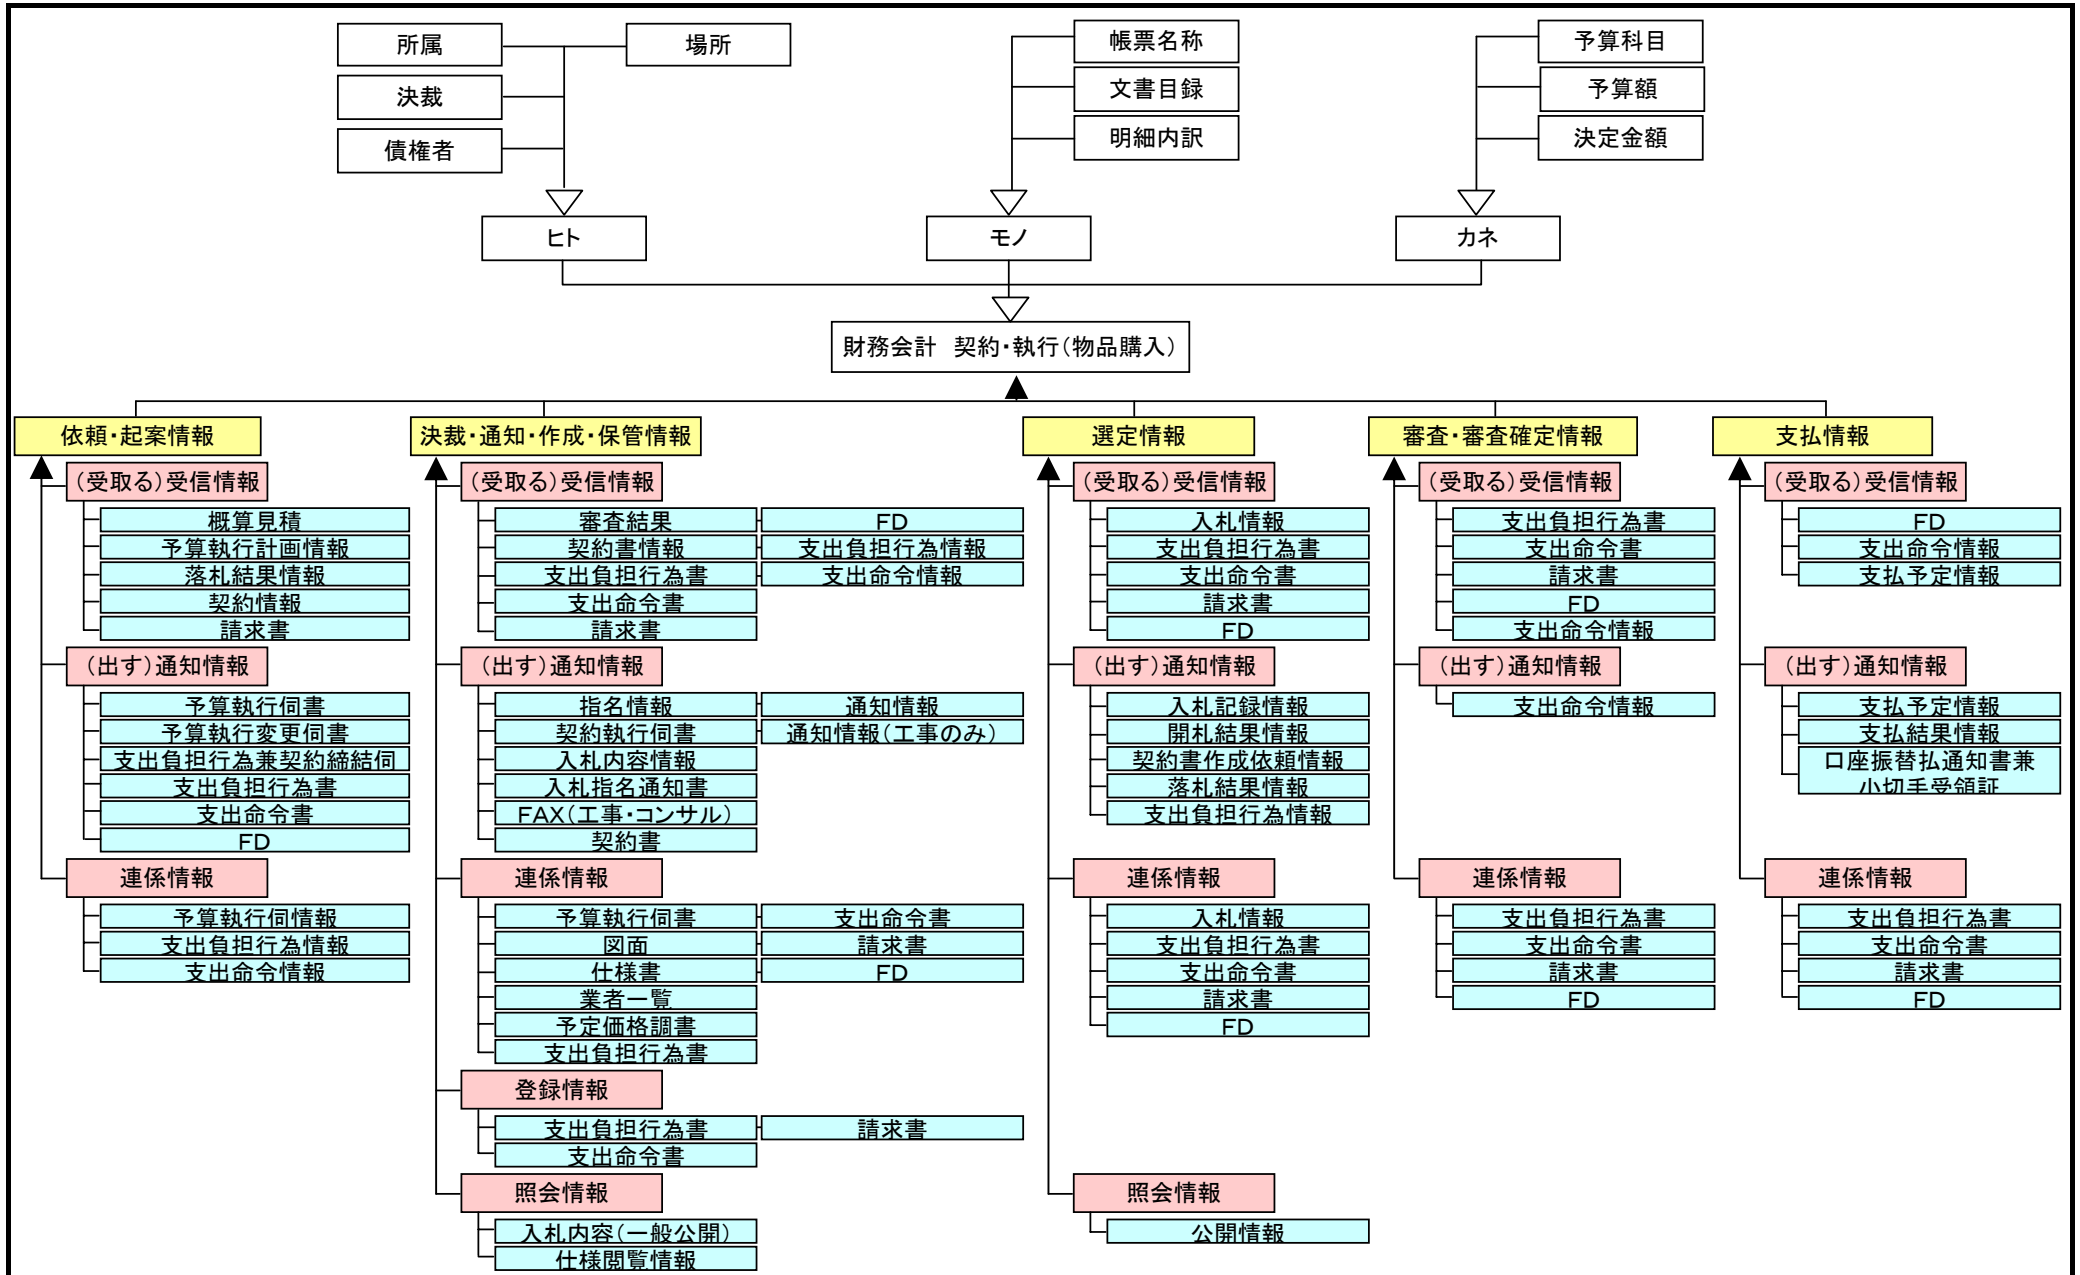 所属
場所
決裁
債権者
帳票名称
文書目録
明細内訳
予算科目
予算額
決定金額
ヒト
モノ
カネ
財務会計　契約・執行(物品購入)
依頼・起案情報
(受取る)受信情報
概算見積
予算執行計画情報
落札結果情報
契約情報
請求書
(出す)通知情報
予算執行伺書
予算執行変更伺書
支出負担行為兼契約締結伺
支出負担行為書
支出命令書
FD
連係情報
予算執行伺情報
支出負担行為情報
支出命令情報
決裁・通知・作成・保管情報
(受取る)受信情報
審査結果
FD
契約書情報
支出負担行為情報
支出負担行為書
支出命令情報
支出命令書
請求書
(出す)通知情報
指名情報
通知情報
契約執行伺書
通知情報(工事のみ)
入札内容情報
入札指名通知書
FAX(工事・コンサル)
契約書
連係情報
予算執行伺書
支出命令書
図面
請求書
仕様書
FD
業者一覧
予定価格調書
支出負担行為書
登録情報
支出負担行為書
請求書
支出命令書
照会情報
入札内容(一般公開)
仕様閲覧情報
選定情報
(受取る)受信情報
入札情報
支出負担行為書
支出命令書
請求書
FD
(出す)通知情報
入札記録情報
開札結果情報
契約書作成依頼情報
落札結果情報
支出負担行為情報
連係情報
入札情報
支出負担行為書
支出命令書
請求書
FD
照会情報
公開情報
審査・審査確定情報
(受取る)受信情報
支出負担行為書
支出命令書
請求書
FD
支出命令情報
(出す)通知情報
支出命令情報
連係情報
支出負担行為書
支出命令書
請求書
FD
支払情報
(受取る)受信情報
FD
支出命令情報
支払予定情報
(出す)通知情報
支払予定情報
支払結果情報
口座振替払通知書兼
小切手受領証
連係情報
支出負担行為書
支出命令書
請求書
FD